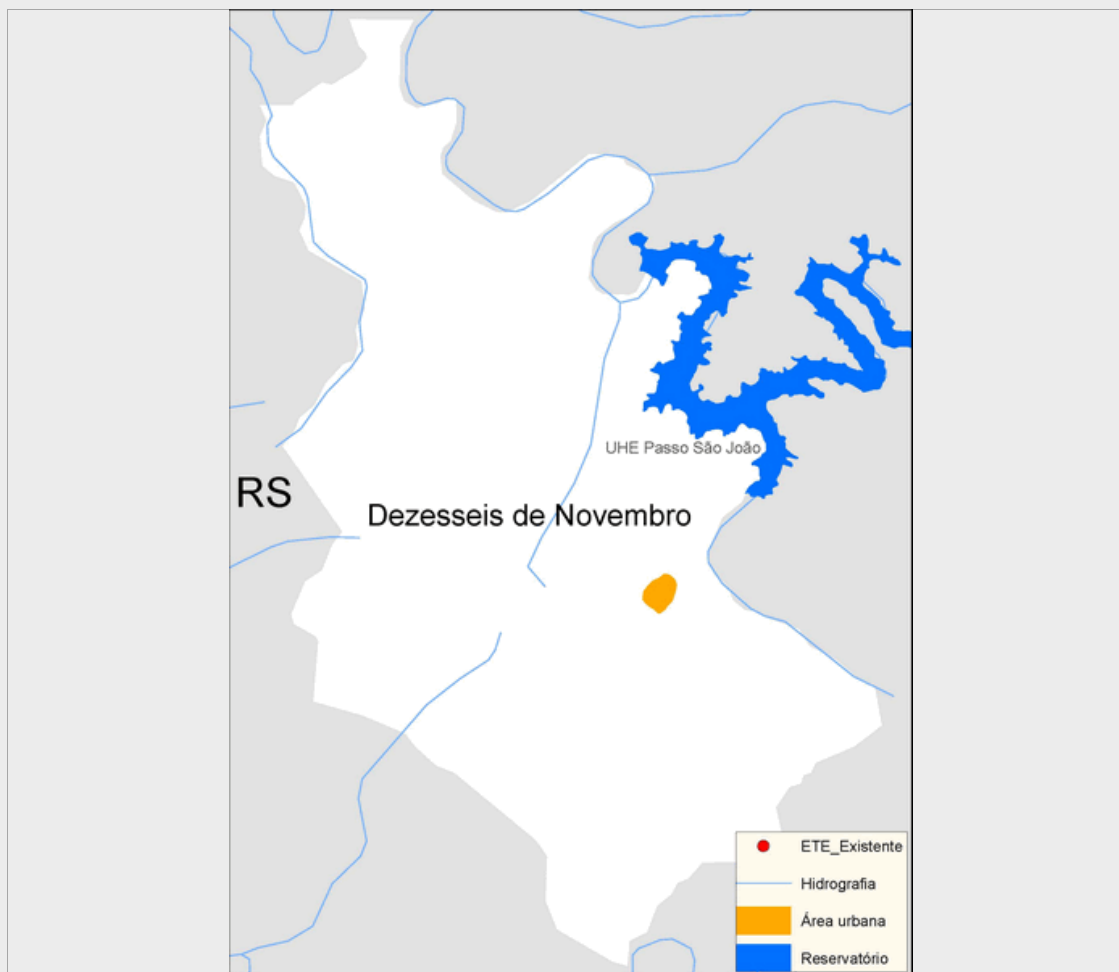 UHE Passo São João
RS
Dezesseis de Novembro
ETE_Existente
Hidrografia
Área urbana
Reservatório